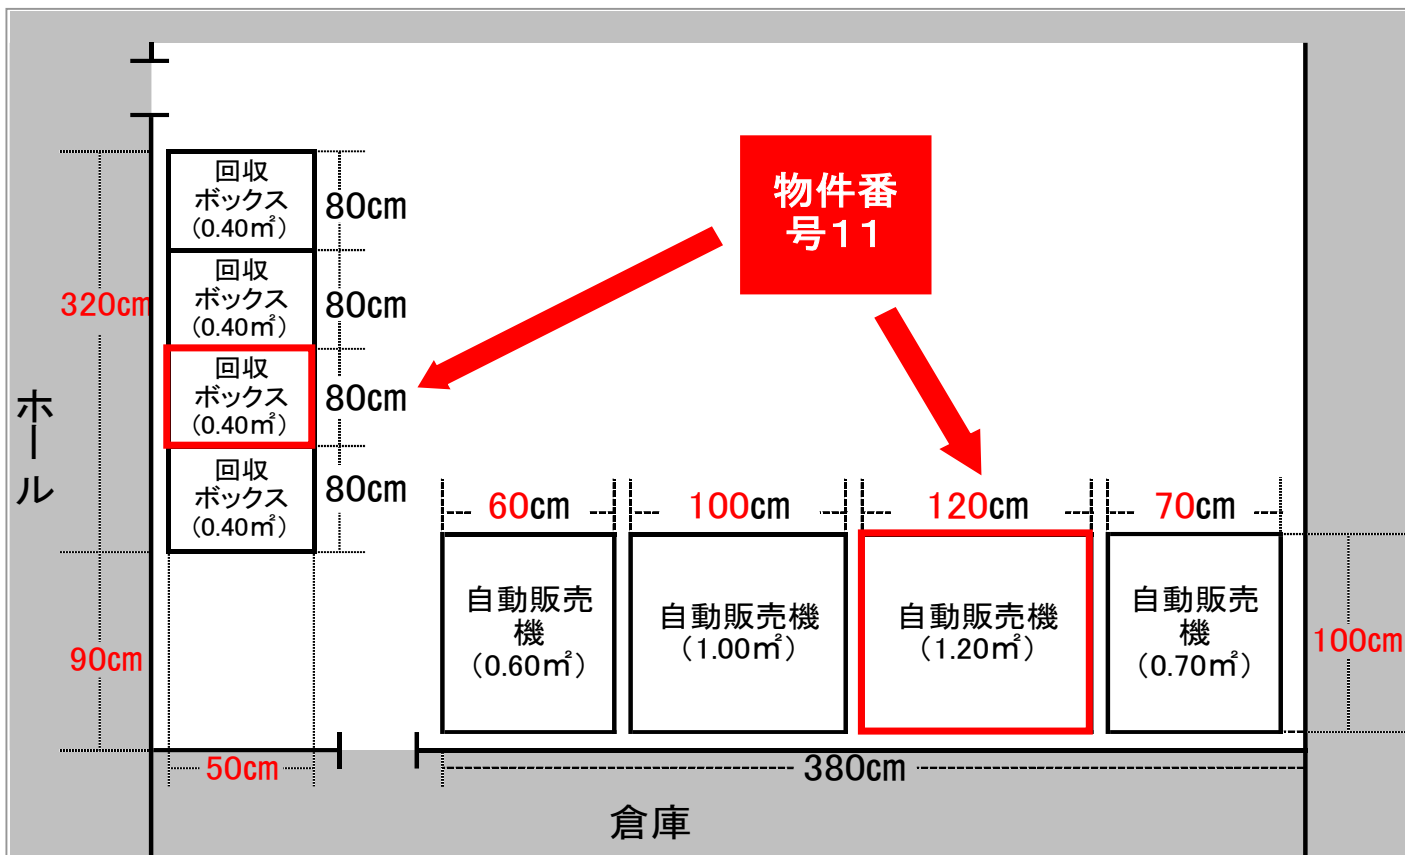 物件番
号11
回収
ボックス
(0.40㎡)
80cm
回収
ボックス
(0.40㎡)
80cm
回収
ボックス
(0.40㎡)
80cm
回収
ボックス
(0.40㎡)
80cm
320cm
ホール
90cm
50cm
60cm
100cm
120cm
70cm
自動販売
機
(0.60㎡)
自動販売機
(1.00㎡)
自動販売機
(1.20㎡)
自動販売
機
(0.70㎡)
100cm
380cm
倉庫